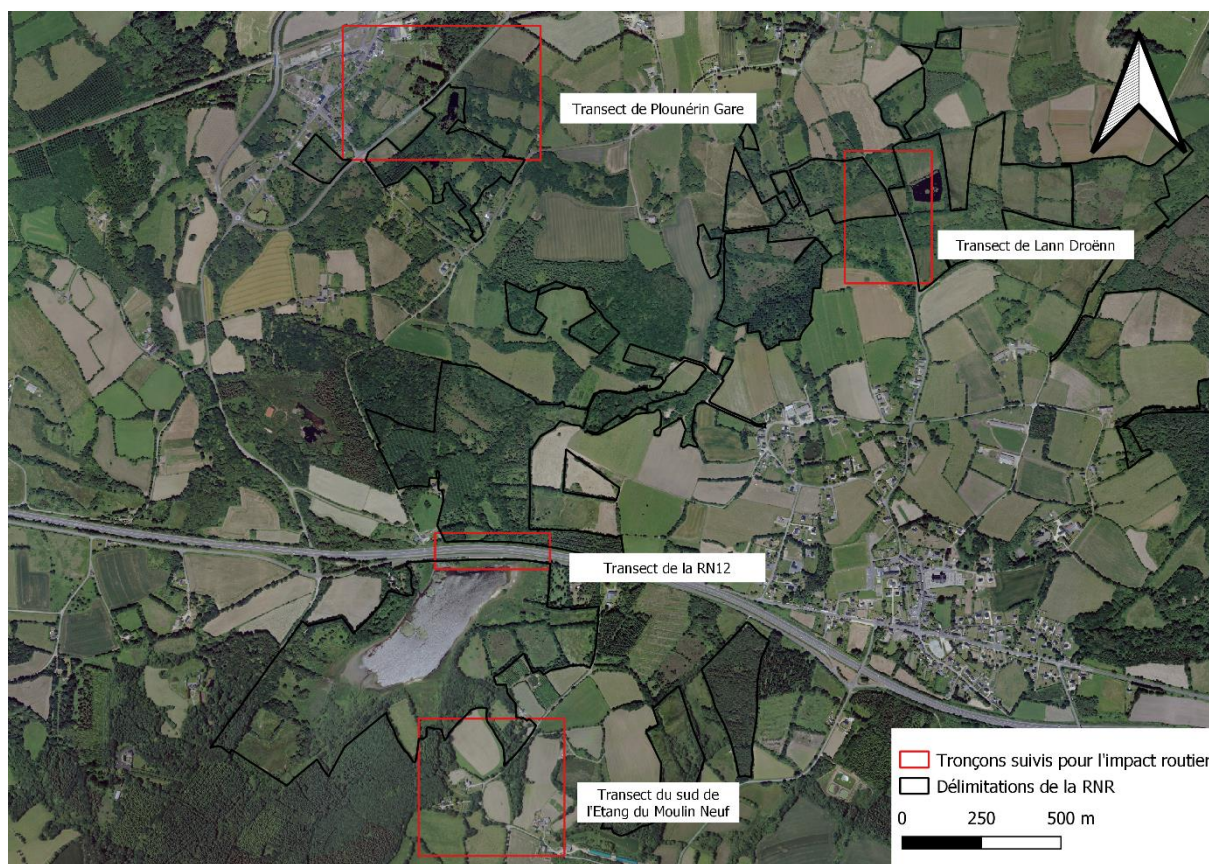 Transect de Plounérin Gare
Transect de Lann Droënn
Transect de la RN12
Transect du sud de
l'Etang du Moulin Neuf
Tronçons suivis pour l'impact routier
Délimitations de la RNR
0 250 500 m